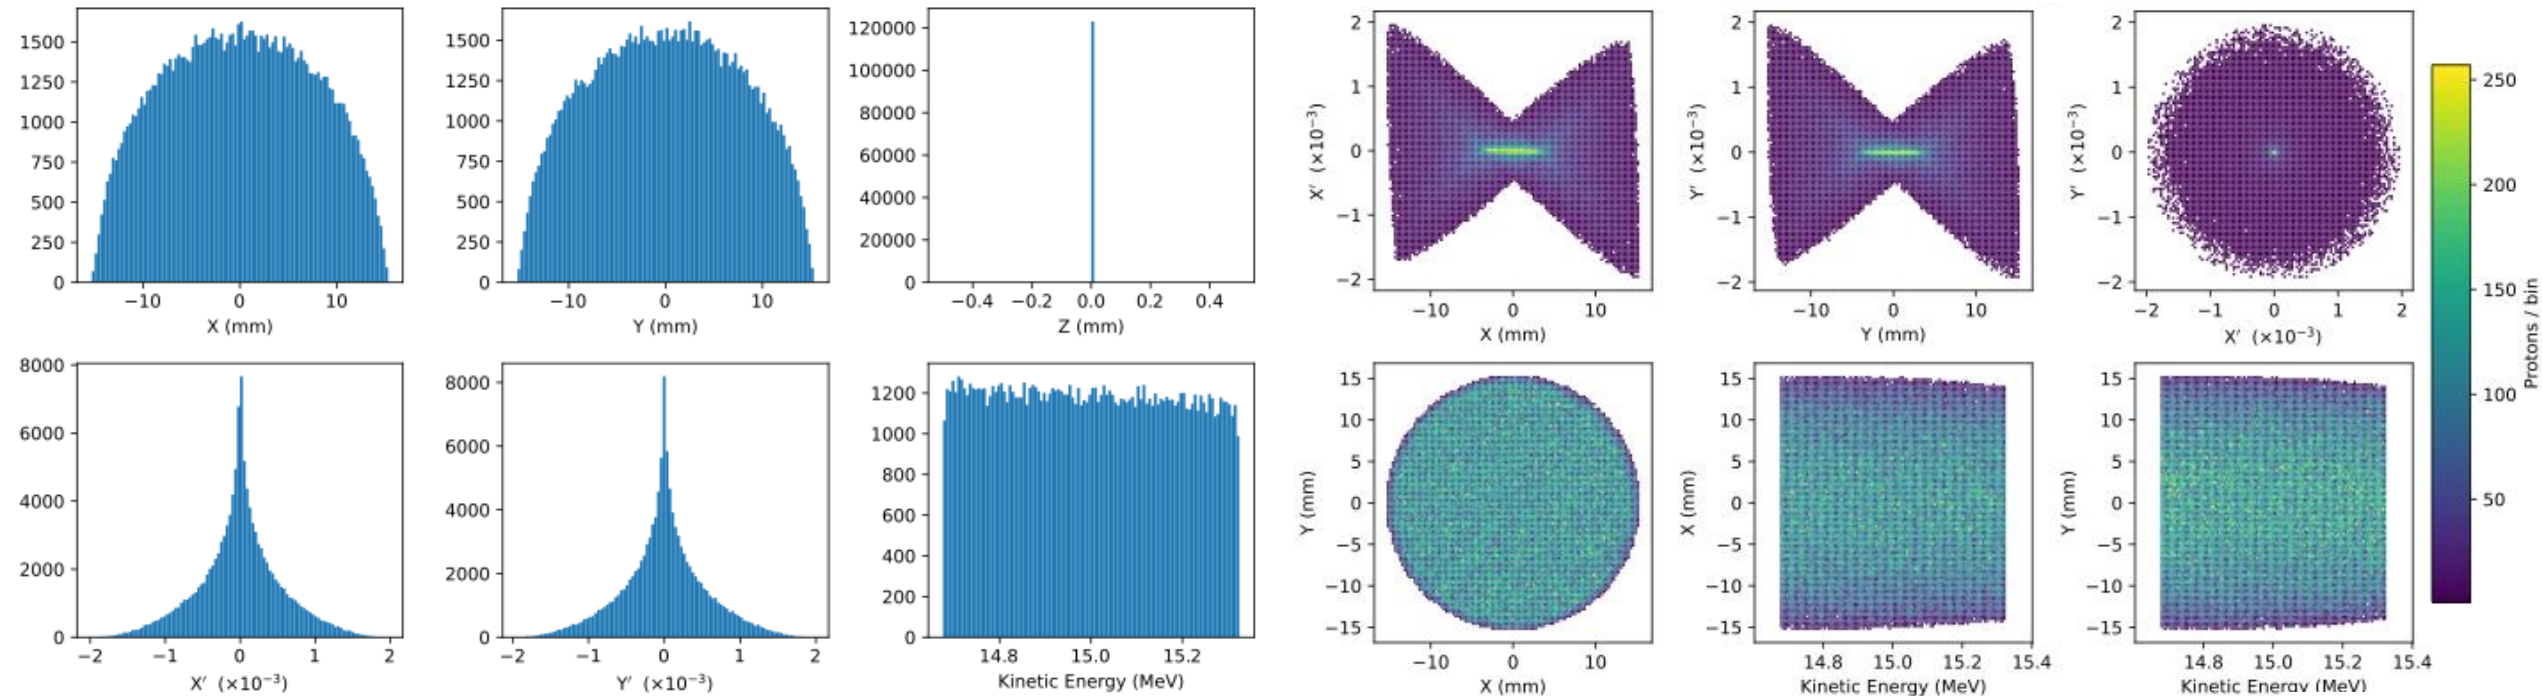 1500
1250
1000
750
500
250
0
−10 0 10
X (mm)
1500
1250
1000
750
500
250
0
−10 0 10
Y (mm)
120000
100000
80000
60000
40000
20000
0
−0.4 −0.2 0.0 0.2 0.4
Z (mm)
X′ (×10⁻³)
2
1
0
−1
−2
−10 0 10
X (mm)
Y′ (×10⁻³)
2
1
0
−1
−2
−10 0 10
Y (mm)
Y′ (×10⁻³)
2
1
0
−1
−2
−2 −1 0 1 2
X′ (×10⁻³)
250
200
150
100
50
Protons / bin
8000
6000
4000
2000
0
−2 −1 0 1 2
X′ (×10⁻³)
8000
6000
4000
2000
0
−2 −1 0 1 2
Y′ (×10⁻³)
1200
1000
800
600
400
200
0
14.8 15.0 15.2
Kinetic Energy (MeV)
Y (mm)
15
10
5
0
−5
−10
−15
−10 0 10
X (mm)
X (mm)
15
10
5
0
−5
−10
−15
14.8 15.0 15.2 15.4
Kinetic Energy (MeV)
Y (mm)
15
10
5
0
−5
−10
−15
14.8 15.0 15.2 15.4
Kinetic Energy (MeV)